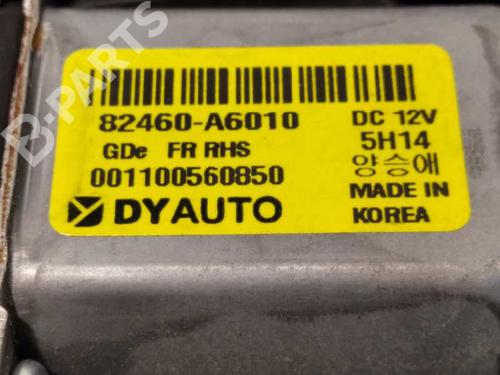 82460-A6010 DC 12V
GDe FR RHS 5H14
양승애
001100560850 MADE IN
DYAUTO KOREA
B-PARTS